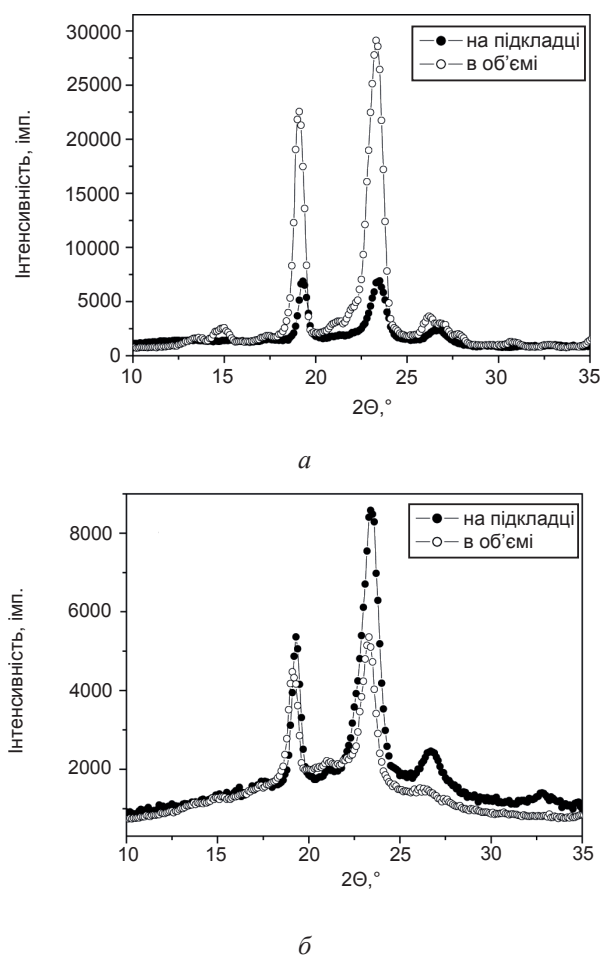 30000
25000
20000
15000
10000
5000
0
Інтенсивність, імп.
на підкладці
в об’ємі
10 15 20 25 30 35
2Θ,°
а
8000
6000
4000
2000
Інтенсивність, імп.
на підкладці
в об’ємі
10 15 20 25 30 35
2Θ,°
б